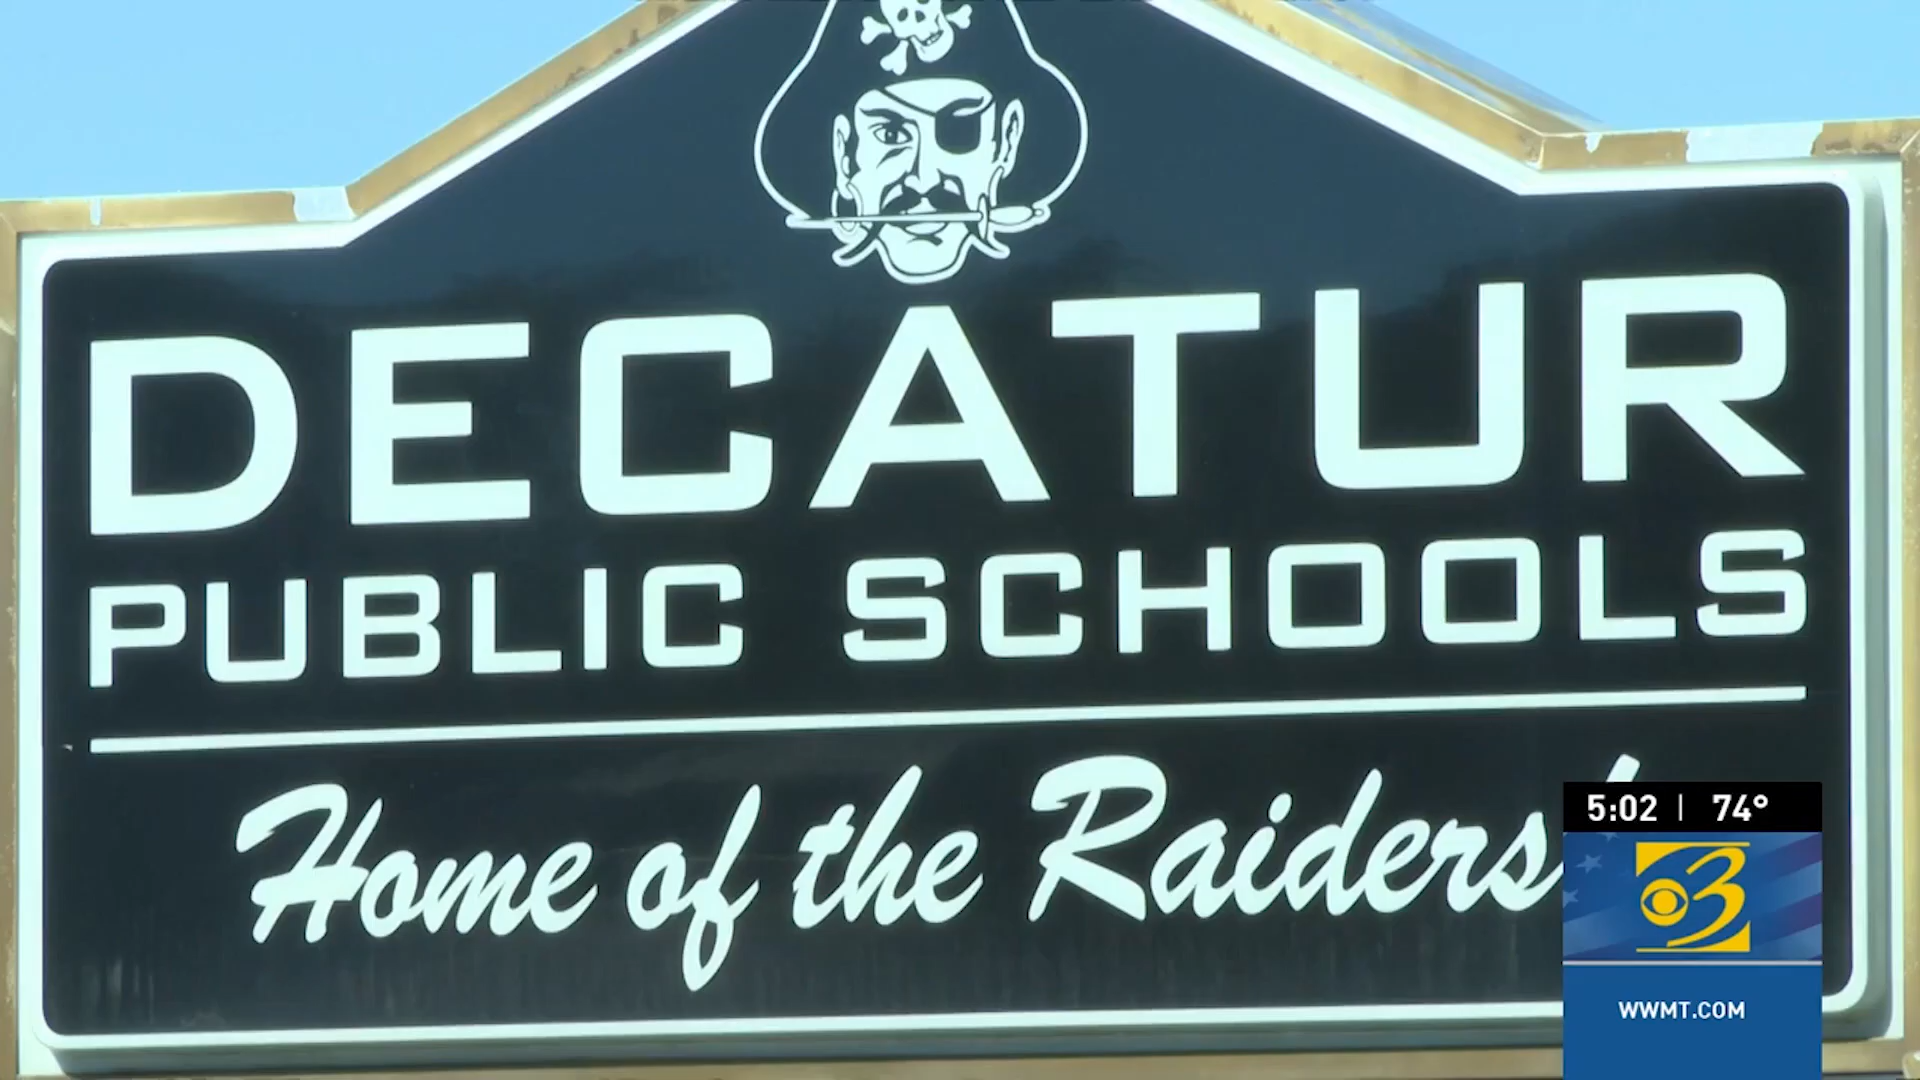 DECATUR
PUBLIC SCHOOLS
Home of the Raiders
5:02 | 74°
3
WWMT.COM